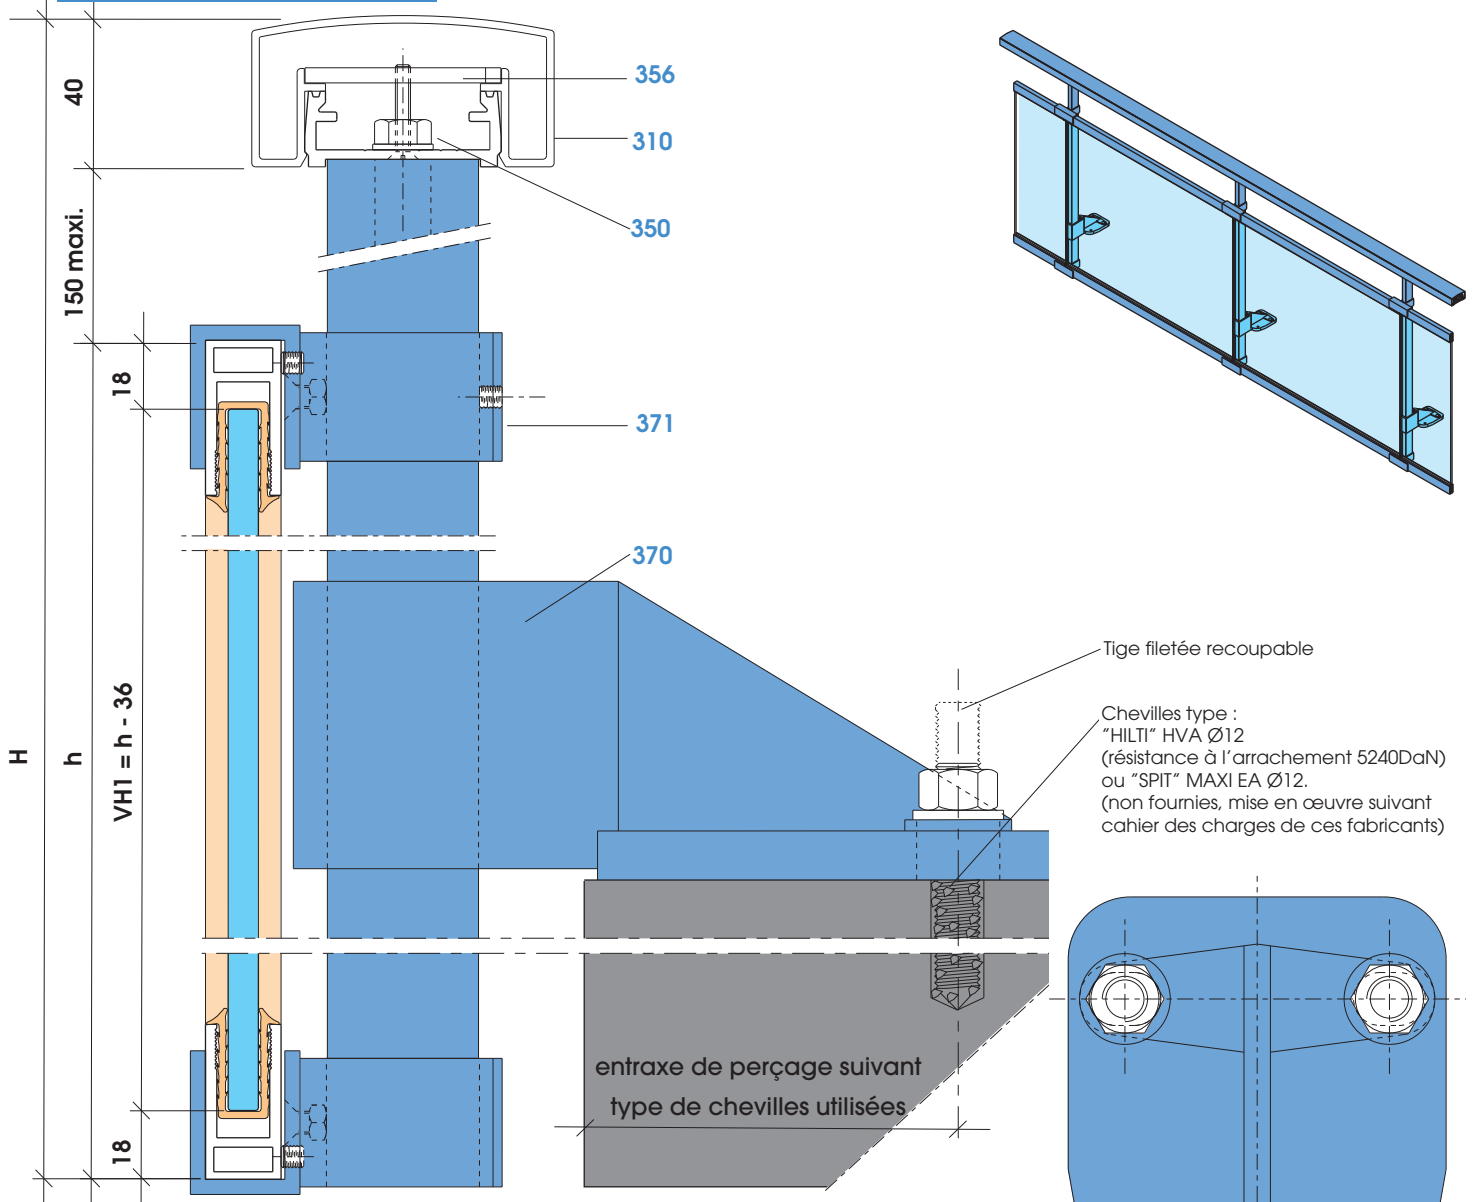 40
356
310
350
150 maxi.
18
371
370
VH1 = h - 36
H
h
Tige filetée recoupable
Chevilles type :
"HILTI" HVA Ø12
(résistance à l'arrachement 5240DaN)
ou "SPIT" MAXI EA Ø12.
(non fournies, mise en œuvre suivant
cahier des charges de ces fabricants)
entraxe de perçage suivant
type de chevilles utilisées
18